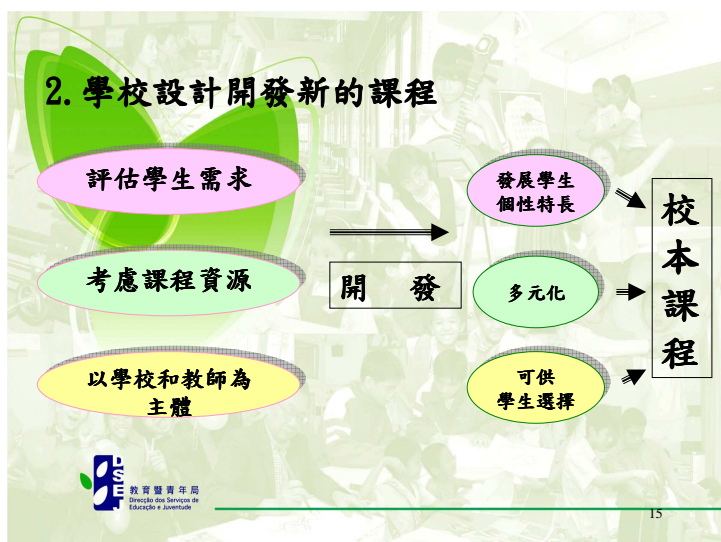 2.學校設計開發新的課程
評估學生需求
考慮課程資源
以學校和教師為
主體
開 發
發展學生
個性特長
多元化
可供
學生選擇
校
本
課
程
DSEJ
教育暨青年局
Direcção dos Serviços de
Educação e Juventude
15